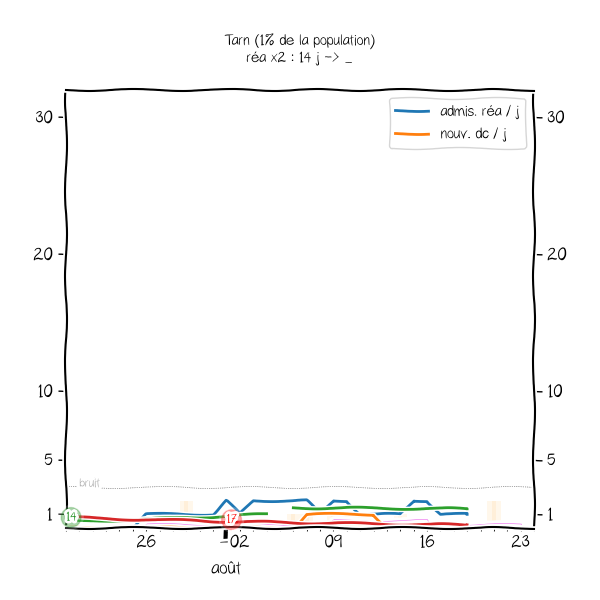 Tarn (1% de la population)
réa x2 : 14 j -> _
admis. réa / j
nouv. dc / j
30
30
20
20
10
10
5
5
bruit
1
1
14
17
26
02
09
16
23
août